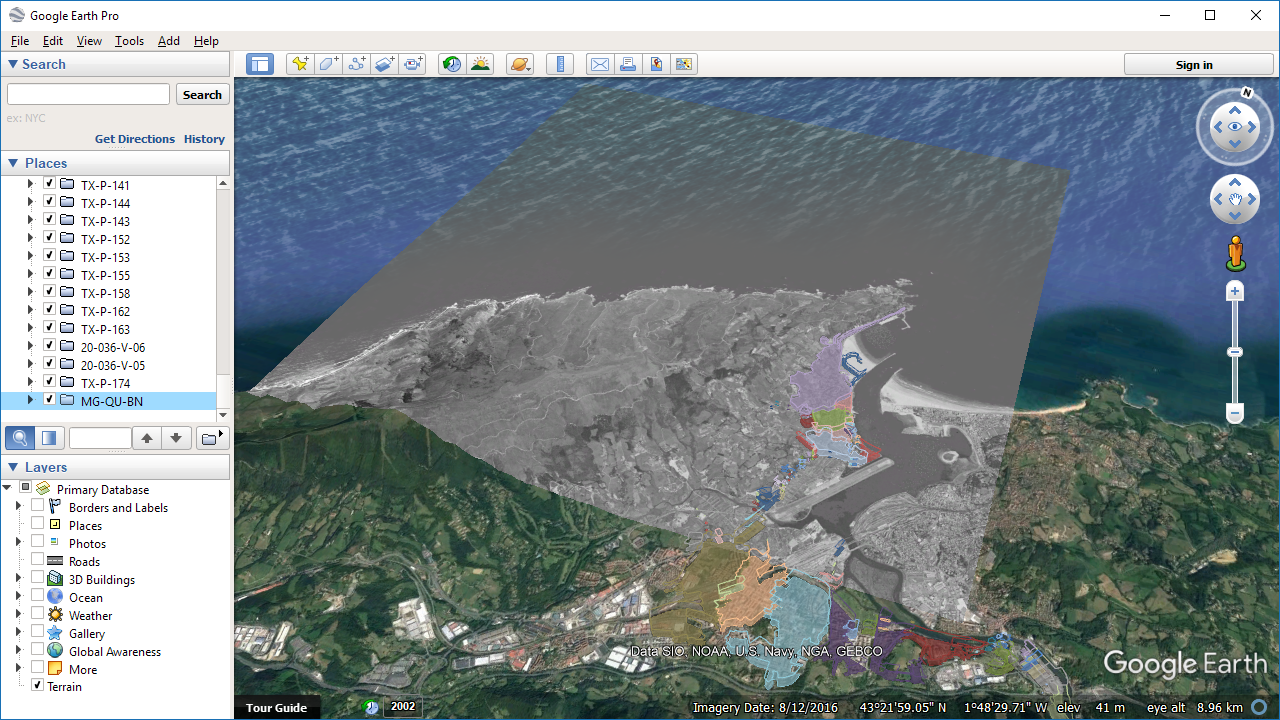 Google Earth Pro
File Edit View Tools Add Help
Search
Sign in
Search
ex: NYC
Get Directions History
Places
TX-P-141
TX-P-144
TX-P-143
TX-P-152
TX-P-153
TX-P-155
TX-P-158
TX-P-162
TX-P-163
20-036-V-06
20-036-V-05
TX-P-174
MG-QU-BN
Layers
Primary Database
Borders and Labels
Places
Photos
Roads
3D Buildings
Ocean
Weather
Gallery
Global Awareness
More
Terrain
N
Data SIO, NOAA, U.S. Navy, NGA, GEBCO
Google Earth
Tour Guide
2002
Imagery Date: 8/12/2016 43°21'59.05" N 1°48'29.71" W elev 41 m eye alt 8.96 km